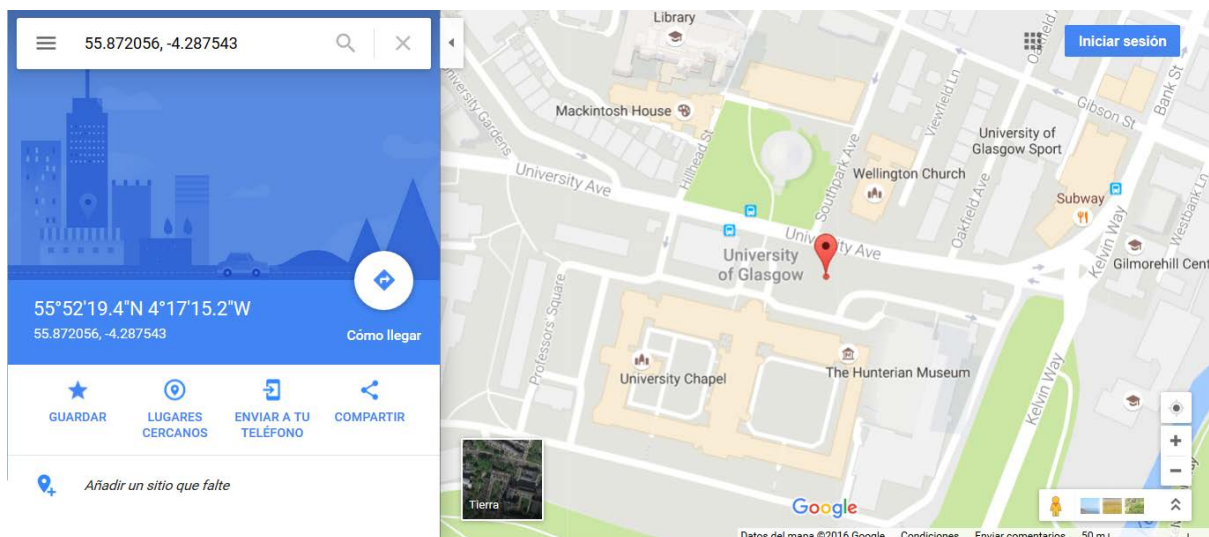 55.872056, -4.287543
55°52'19.4"N 4°17'15.2"W
55.872056, -4.287543
Cómo llegar
GUARDAR
LUGARES
CERCANOS
ENVIAR A TU
TELÉFONO
COMPARTIR
Añadir un sitio que falte
Library
Iniciar sesión
Mackintosh House
University Gardens
Hillhead St
University Ave
Southpark Ave
Viewfield Ln
Oakfield Ave
Gibson St
Bank St
University of
Glasgow Sport
Wellington Church
Subway
Kelvin Way
Westbank Ln
Gilmorehill Cent
University
of Glasgow
University Ave
Oakfield Ave
Professors' Square
University Chapel
The Hunterian Museum
Kelvin Way
Tierra
Google
Datos del mapa ©2016 Google Condiciones Enviar comentarios 50 m